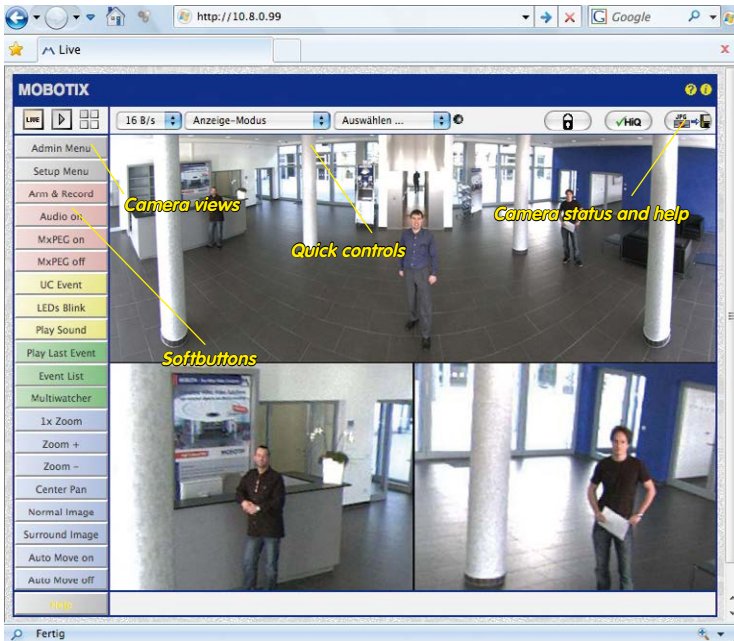 http://10.8.0.99
Google
Live
MOBOTIX
LIVE
16 B/s
Anzeige-Modus
Auswählen ...
HiQ
JPG
Admin Menu
Setup Menu
Arm & Record
Audio on
MxPEG on
MxPEG off
UC Event
LEDs Blink
Play Sound
Play Last Event
Event List
Multiwatcher
1x Zoom
Zoom +
Zoom -
Center Pan
Normal Image
Surround Image
Auto Move on
Auto Move off
Help
Camera views
Quick controls
Camera status and help
Softbuttons
MOBOTIX
Fertig